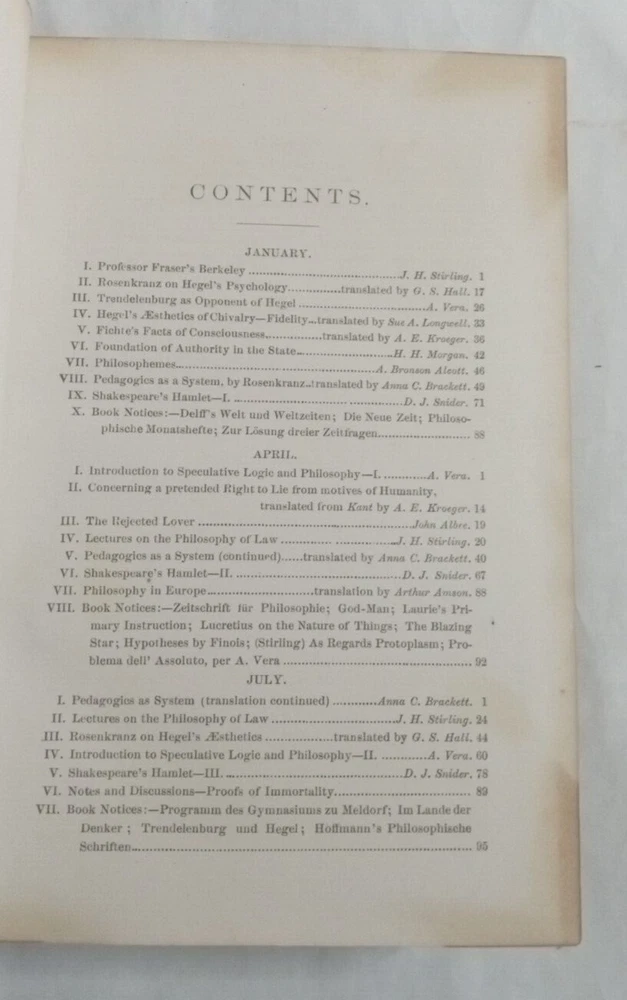 CONTENTS.
JANUARY.
I. Professor Fraser's Berkeley ........ J. H. Stirling. 1
II. Rosenkranz on Hegel's Psychology ........ translated by G. S. Hall. 17
III. Trendelenburg as Opponent of Hegel ........ A. Vera. 26
IV. Hegel's Æsthetics of Chivalry—Fidelity ... translated by Sue A. Longwell. 33
V. Fichte's Facts of Consciousness ........ translated by A. E. Kroeger. 36
VI. Foundation of Authority in the State ........ H. H. Morgan. 42
VII. Philosophemes ........ A. Bronson Alcott. 46
VIII. Pedagogics as a System, by Rosenkranz .. translated by Anna C. Brackett. 49
IX. Shakespeare's Hamlet—I. ........ D. J. Snider. 71
X. Book Notices:—Delff's Welt und Weltzeiten; Die Neue Zeit; Philoso-
phische Monatshefte; Zur Lösung dreier Zeitfragen ........ 88
APRIL.
I. Introduction to Speculative Logic and Philosophy—I. ........ A. Vera. 1
II. Concerning a pretended Right to Lie from motives of Humanity,
translated from Kant by A. E. Kroeger. 14
III. The Rejected Lover ........ John Albee. 19
IV. Lectures on the Philosophy of Law ........ J. H. Stirling. 20
V. Pedagogics as a System (continued) ...... translated by Anna C. Brackett. 40
VI. Shakespeare's Hamlet—II. ........ D. J. Snider. 67
VII. Philosophy in Europe ........ translation by Arthur Amson. 88
VIII. Book Notices:—Zeitschrift für Philosophie; God-Man; Laurie's Pri-
mary Instruction; Lucretius on the Nature of Things; The Blazing
Star; Hypotheses by Finois; (Stirling) As Regards Protoplasm; Pro-
blema dell' Assoluto, per A. Vera ........ 92
JULY.
I. Pedagogics as System (translation continued) ........ Anna C. Brackett. 1
II. Lectures on the Philosophy of Law ........ J. H. Stirling. 24
III. Rosenkranz on Hegel's Æsthetics ........ translated by G. S. Hall. 44
IV. Introduction to Speculative Logic and Philosophy—II. ........ A. Vera. 60
V. Shakespeare's Hamlet—III. ........ D. J. Snider. 78
VI. Notes and Discussions—Proofs of Immortality ........ 89
VII. Book Notices:—Programm des Gymnasiums zu Meldorf; Im Lande der
Denker; Trendelenburg und Hegel; Hoffmann's Philosophische
Schriften ........ 95